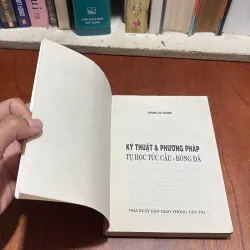 KỸ THUẬT & PHƯƠNG PHÁP
TỰ HỌC TÚC CẦU - BÓNG ĐÁ
NHÀ XUẤT BẢN GIAO THÔNG VẬN TẢI